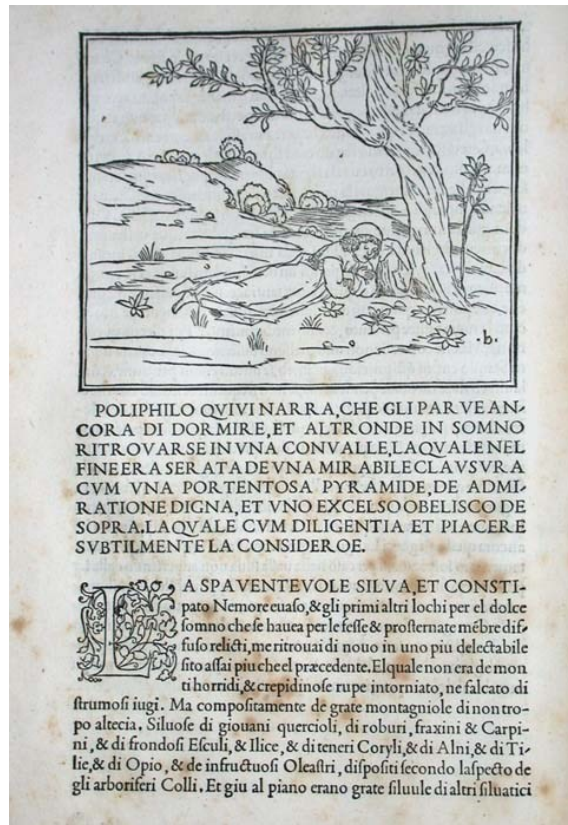 .b.
POLIPHILO QVIVI NARRA, CHE GLI PARVE AN-
CORA DI DORMIRE, ET ALTRONDE IN SOMNO
RITROVARSE IN VNA CONVALLE, LAQVALE NEL
FINE ERA SERATA DE VNA MIRABILE CLAVSVRA
CVM VNA PORTENTOSA PYRAMIDE, DE ADMI-
RATIONE DIGNA, ET VNO EXCELSO OBELISCO DE
SOPRA. LAQVALE CVM DILIGENTIA ET PIACERE
SVBTILMENTE LA CONSIDEROE.
LA SPAVENTEVOLE SILVA, ET CONSTI-
pato Nemore euaso, & gli primi altri lochi per el dolce
somno che se hauea per le fesse & prosternate mẽbre dif-
fuso relicti, me ritrouai di nouo in uno piu delectabile
sito assai piu che el præcedente. Elquale non era de mon
ti horridi, & crepidinose rupe intorniato, ne falcato di
strumosi iugi. Ma compositamente de grate montagniole di non tro-
po altecia. Siluose di giouani quercioli, di roburi, fraxini & Carpi-
ni, & di frondosi Esculi, & Ilice, & di teneri Coryli, & di Alni, & di Ti-
lie, & di Opio, & de infructuosi Oleastri, dispositi secondo laspecto de
gli arboriferi Colli. Et giu al piano erano grate siluule di altri siluatici